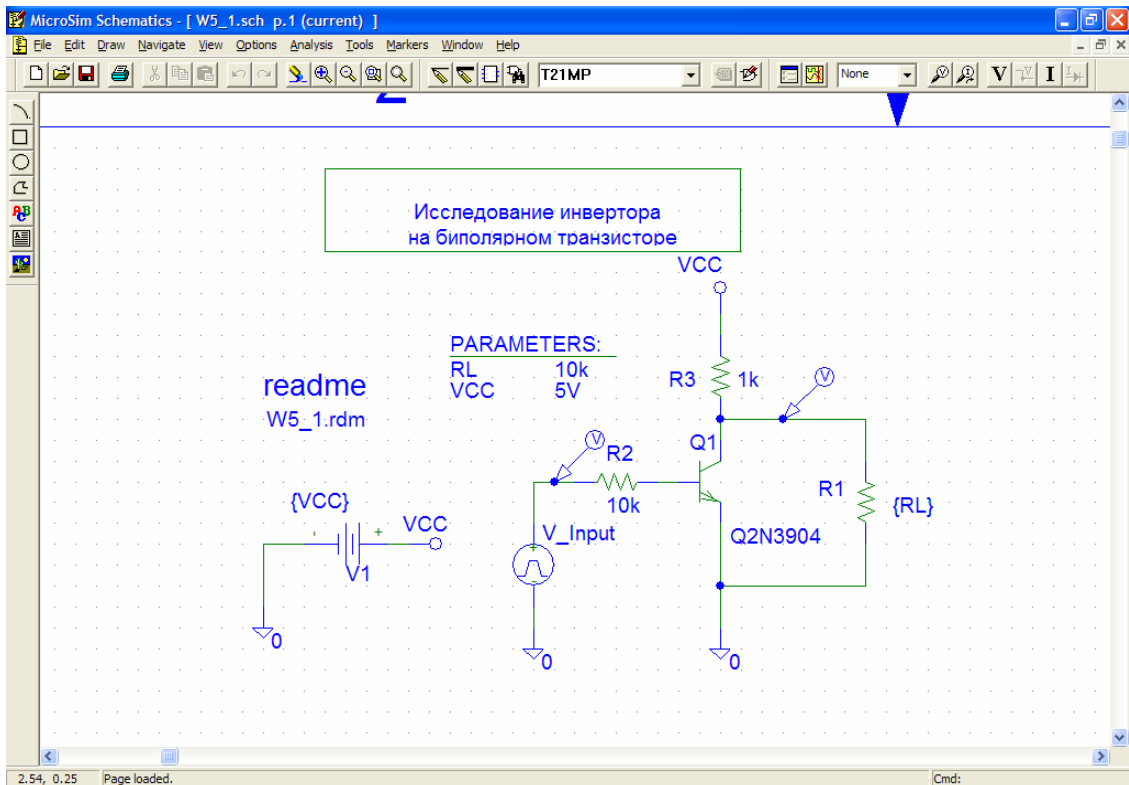 MicroSim Schematics - [ W5_1.sch  p.1 (current)  ]
File Edit Draw Navigate View Options Analysis Tools Markers Window Help
T21MP
None
V
V
I
Исследование инвертора
на биполярном транзисторе
VCC
PARAMETERS:
RL 10k
VCC 5V
R3 1k
V
readme
W5_1.rdm
Q1
V
R2
R1
{RL}
{VCC}
10k
VCC
V_Input
Q2N3904
- +
V1
+
-
0
0
0
2.54, 0.25 Page loaded. Cmd: